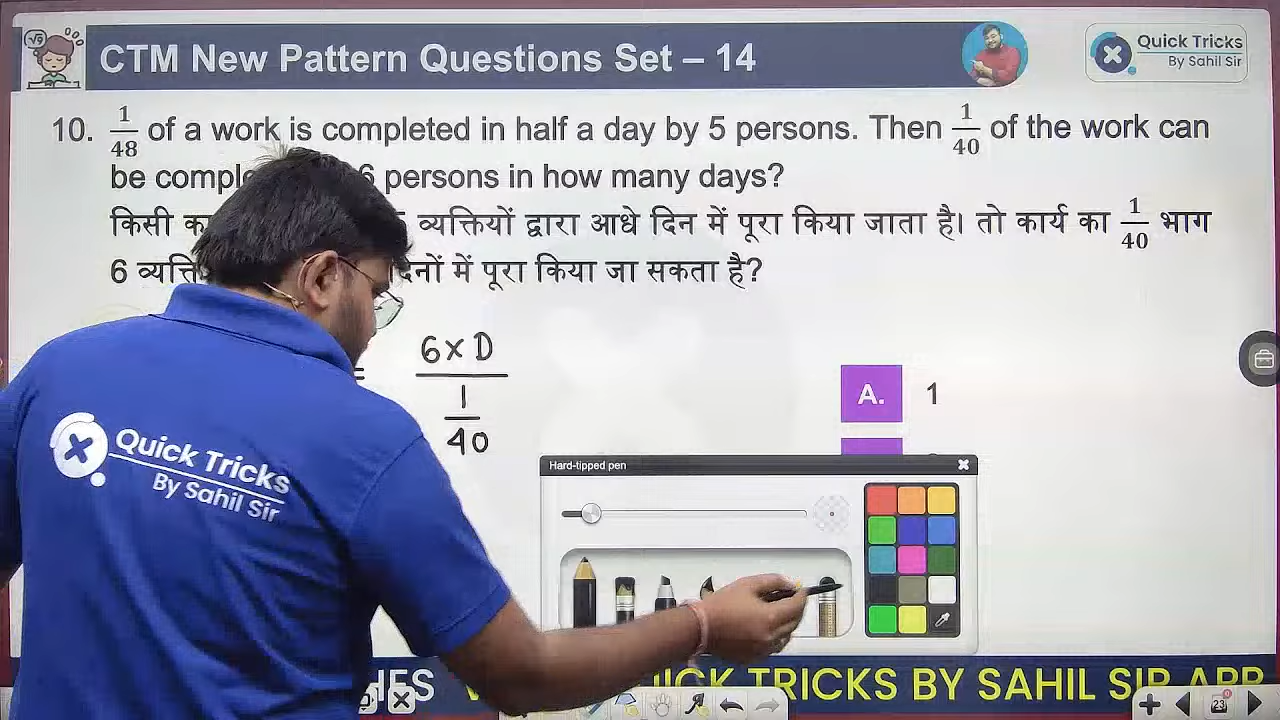 CTM New Pattern Questions Set – 14
Quick Tricks
By Sahil Sir
10. 1/48 of a work is completed in half a day by 5 persons. Then 1/40 of the work can
be 6 persons in how many days?
किसी व्यक्तियों द्वारा आधे दिन में पूरा किया जाता है। तो कार्य का 1/40 भाग
6 में पूरा किया जा सकता है?
= 6 × D
1
40
A. 1
Hard-tipped pen
Quick Tricks
By Sahil Sir
TRICKS BY SAHIL SIR APP
23